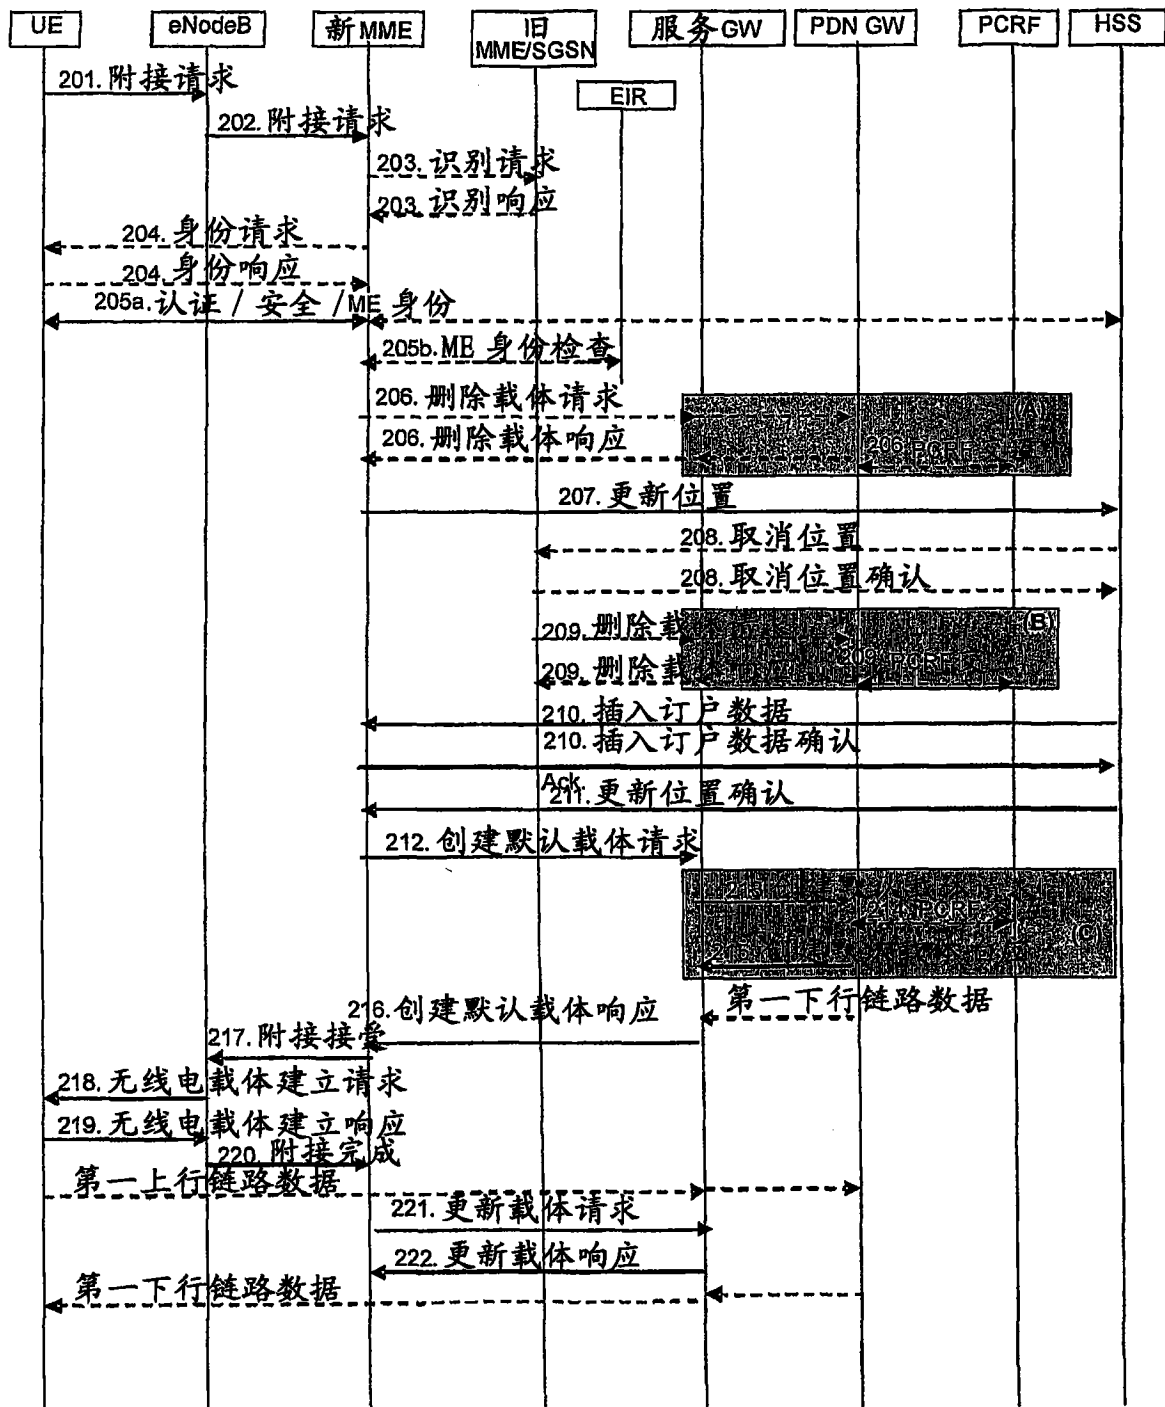 UE
eNodeB
新 MME
旧
MME/SGSN
服务 GW
PDN GW
PCRF
HSS
EIR
201. 附接请求
202. 附接请求
203. 识别请求
203. 识别响应
204. 身份请求
204. 身份响应
205a. 认证 / 安全 /ME 身份
205b. ME 身份检查
206. 删除载体请求
(A)
206. 删除载体响应
206. PCRF
207. 更新位置
208. 取消位置
208. 取消位置确认
209. 删除载
(B)
209. 删除载体
209. PCRF
210. 插入订户数据
210. 插入订户数据确认
Ack.
211. 更新位置确认
212. 创建默认载体请求
214. PCRF
(C)
第一下行链路数据
216. 创建默认载体响应
217. 附接接受
218. 无线电载体建立请求
219. 无线电载体建立响应
220. 附接完成
第一上行链路数据
221. 更新载体请求
222. 更新载体响应
第一下行链路数据